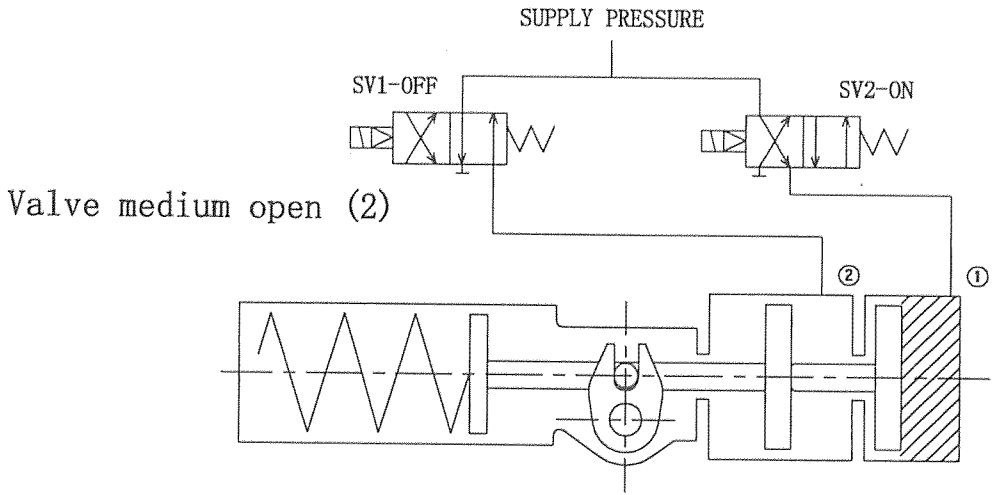 SUPPLY PRESSURE
SV1-OFF
SV2-ON
Valve medium open (2)
②
①